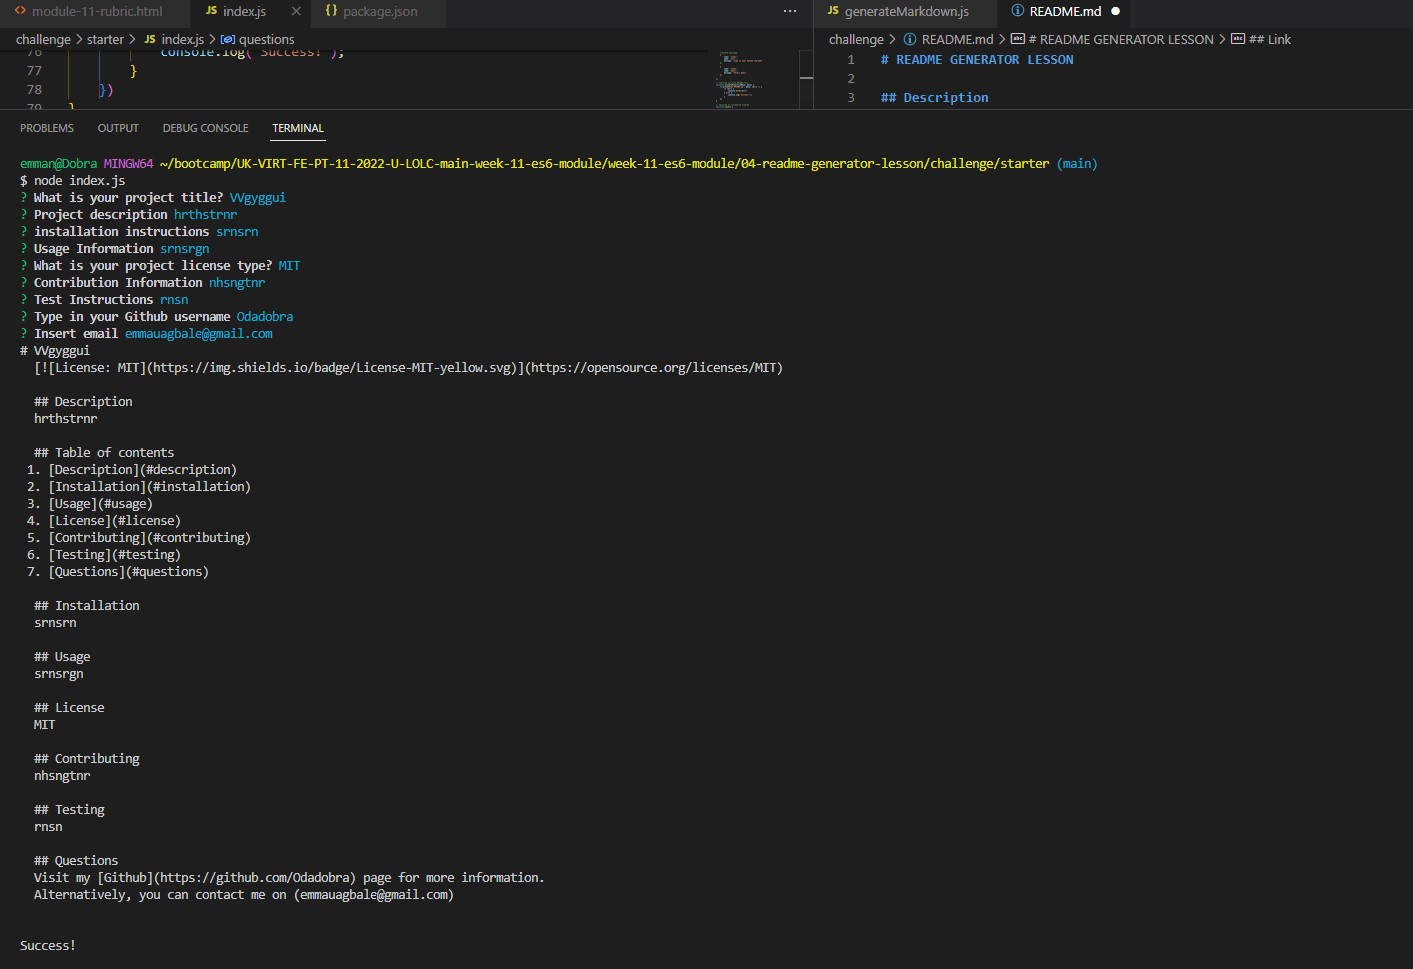 module-11-rubric.html
JS index.js
{} package.json
···
JS generateMarkdown.js
README.md
challenge > starter > JS index.js > questions
challenge > README.md > # README GENERATOR LESSON > ## Link
76 console.log("Success!");
77 }
78 })
79 }
1 # README GENERATOR LESSON
2
3 ## Description
PROBLEMS OUTPUT DEBUG CONSOLE TERMINAL
emman@Dobra MINGW64 ~/bootcamp/UK-VIRT-FE-PT-11-2022-U-LOLC-main-week-11-es6-module/week-11-es6-module/04-readme-generator-lesson/challenge/starter (main)
$ node index.js
? What is your project title? VVgyggui
? Project description hrthstrnr
? installation instructions srnsrn
? Usage Information srnsrgn
? What is your project license type? MIT
? Contribution Information nhsngtnr
? Test Instructions rnsn
? Type in your Github username Odadobra
? Insert email emmauagbale@gmail.com
# VVgyggui
[![License: MIT](https://img.shields.io/badge/License-MIT-yellow.svg)](https://opensource.org/licenses/MIT)
## Description
hrthstrnr
## Table of contents
1. [Description](#description)
2. [Installation](#installation)
3. [Usage](#usage)
4. [License](#license)
5. [Contributing](#contributing)
6. [Testing](#testing)
7. [Questions](#questions)
## Installation
srnsrn
## Usage
srnsrgn
## License
MIT
## Contributing
nhsngtnr
## Testing
rnsn
## Questions
Visit my [Github](https://github.com/Odadobra) page for more information.
Alternatively, you can contact me on (emmauagbale@gmail.com)
Success!